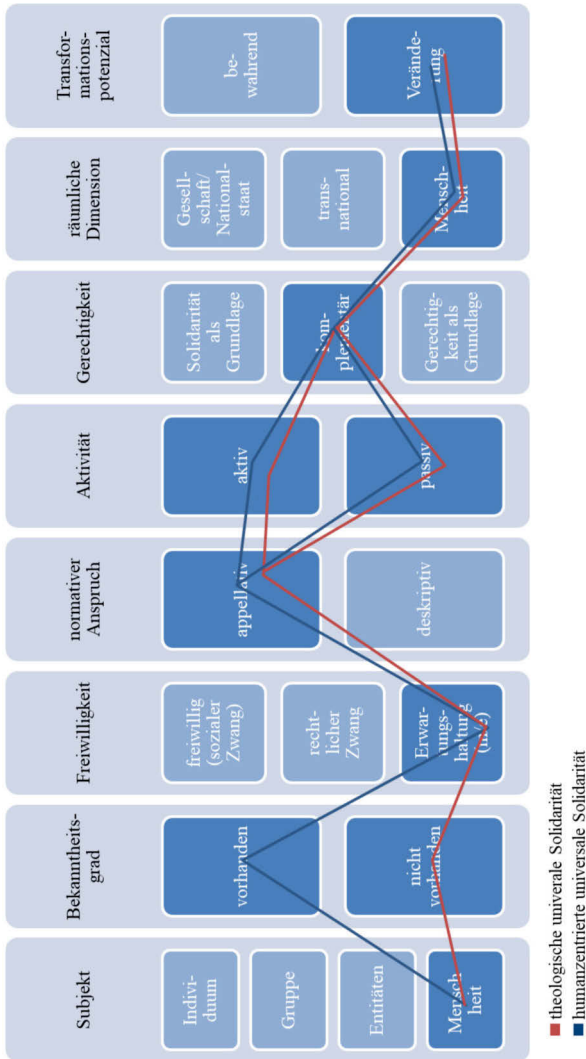 Subjekt
Indivi-
duum
Gruppe
Entitäten
Mensch-
heit
Bekanntheits-
grad
vorhanden
nicht
vorhanden
Freiwilligkeit
freiwillig
(sozialer
Zwang)
recht-
licher
Zwang
Erwar-
tungs-
haltung
normativer
Anspruch
appellativ
deskriptiv
Aktivität
aktiv
passiv
Gerechtigkeit
Solidarität
als
Grundlage
kom-
plementär
Gerechtig-
keit als
Grundlage
räumliche
Dimension
Gesell-
schaft/
National-
staat
trans-
national
Mensch-
heit
Transfor-
mations-
potenzial
be-
wahrend
Verände-
rung
theologische univerale Solidarität
humanzentrierte universale Solidarität